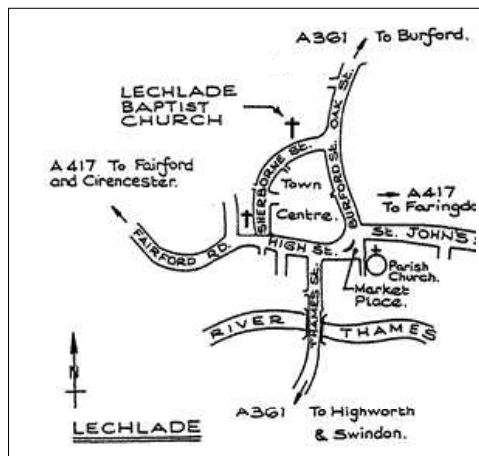 A361 To Burford.
LECHLADE
BAPTIST
CHURCH
OAK ST.
A417 To Fairford
and Cirencester.
SHERBORNE St.
Town
Centre.
BURFORD ST.
A417
To Faringdo
FAIRFORD RD.
HIGH ST.
ST. JOHN'S S
Parish
Church.
Market
Place.
THAMES ST.
RIVER THAMES
N
A361 To Highworth
& Swindon.
LECHLADE